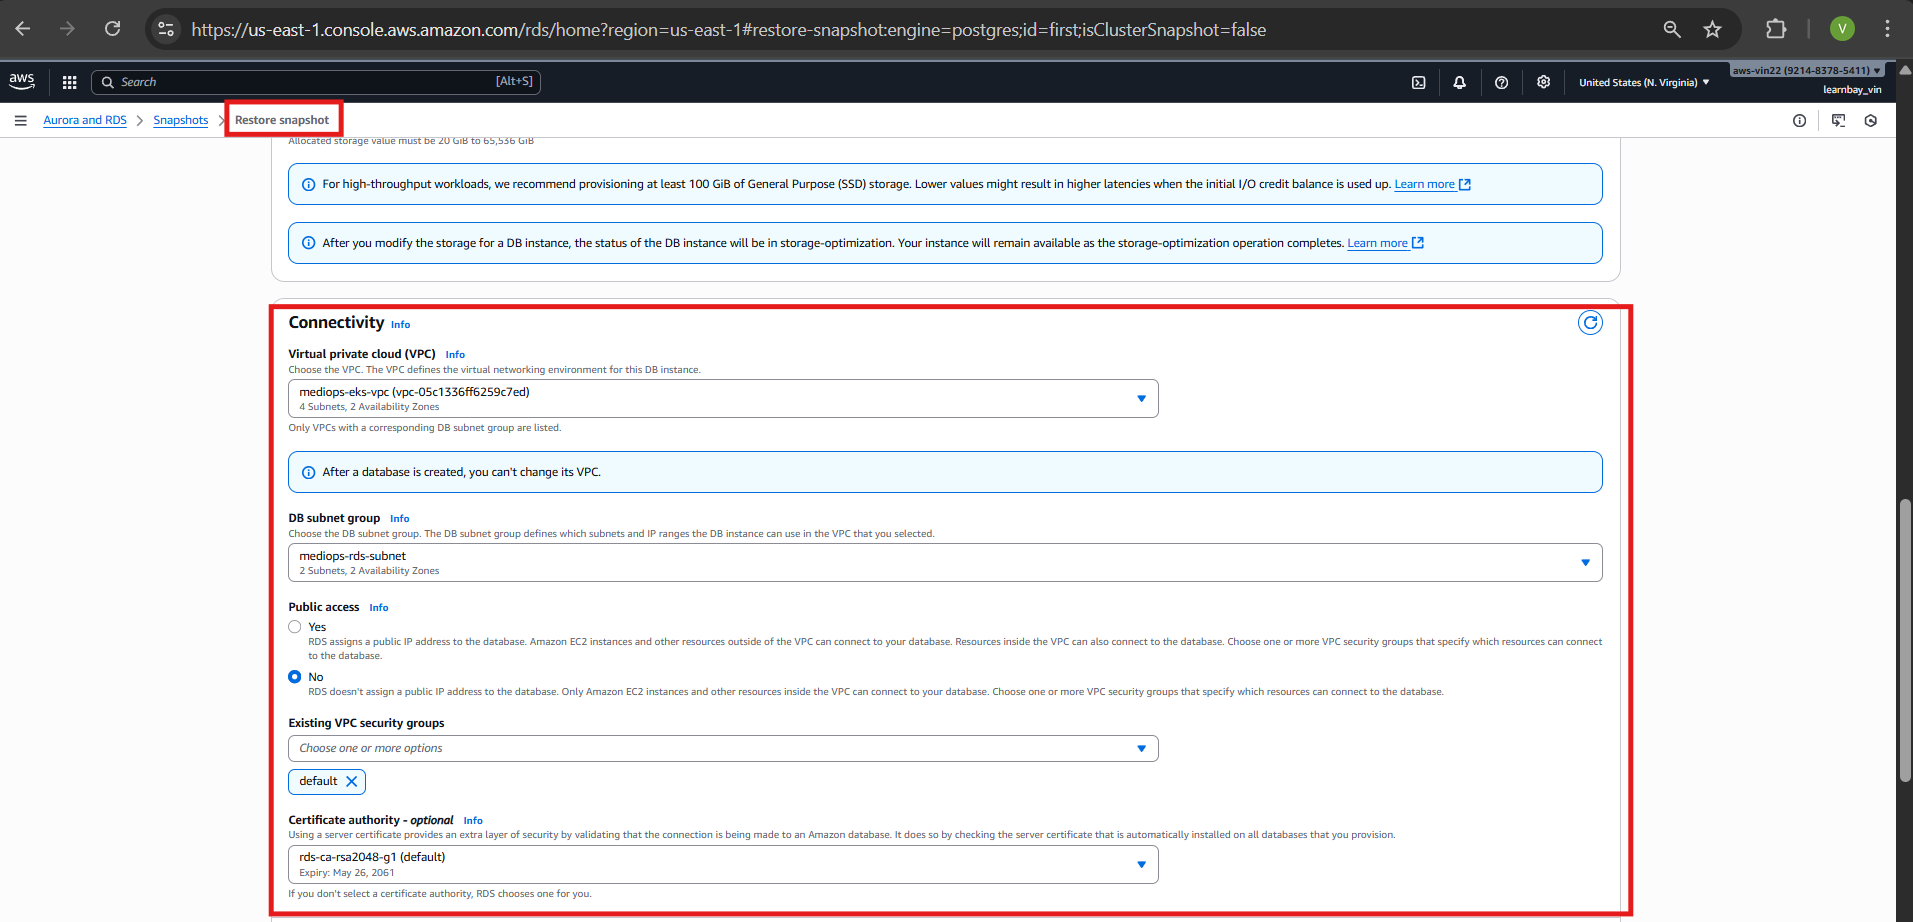 https://us-east-1.console.aws.amazon.com/rds/home?region=us-east-1#restore-snapshot:engine=postgres;id=first;isClusterSnapshot=false
V
aws
Search
[Alt+S]
United States (N. Virginia)
aws-vin22 (9214-8378-5411)
learnbay_vin
Aurora and RDS
Snapshots
Restore snapshot
Allocated storage value must be 20 GiB to 65,536 GiB
For high-throughput workloads, we recommend provisioning at least 100 GiB of General Purpose (SSD) storage. Lower values might result in higher latencies when the initial I/O credit balance is used up. Learn more
After you modify the storage for a DB instance, the status of the DB instance will be in storage-optimization. Your instance will remain available as the storage-optimization operation completes. Learn more
Connectivity Info
Virtual private cloud (VPC) Info
Choose the VPC. The VPC defines the virtual networking environment for this DB instance.
mediops-eks-vpc (vpc-05c1336ff6259c7ed)
4 Subnets, 2 Availability Zones
Only VPCs with a corresponding DB subnet group are listed.
After a database is created, you can't change its VPC.
DB subnet group Info
Choose the DB subnet group. The DB subnet group defines which subnets and IP ranges the DB instance can use in the VPC that you selected.
mediops-rds-subnet
2 Subnets, 2 Availability Zones
Public access Info
Yes
RDS assigns a public IP address to the database. Amazon EC2 instances and other resources outside of the VPC can connect to your database. Resources inside the VPC can also connect to the database. Choose one or more VPC security groups that specify which resources can connect
to the database.
No
RDS doesn't assign a public IP address to the database. Only Amazon EC2 instances and other resources inside the VPC can connect to your database. Choose one or more VPC security groups that specify which resources can connect to the database.
Existing VPC security groups
Choose one or more options
default
Certificate authority - optional Info
Using a server certificate provides an extra layer of security by validating that the connection is being made to an Amazon database. It does so by checking the server certificate that is automatically installed on all databases that you provision.
rds-ca-rsa2048-g1 (default)
Expiry: May 26, 2061
If you don't select a certificate authority, RDS chooses one for you.